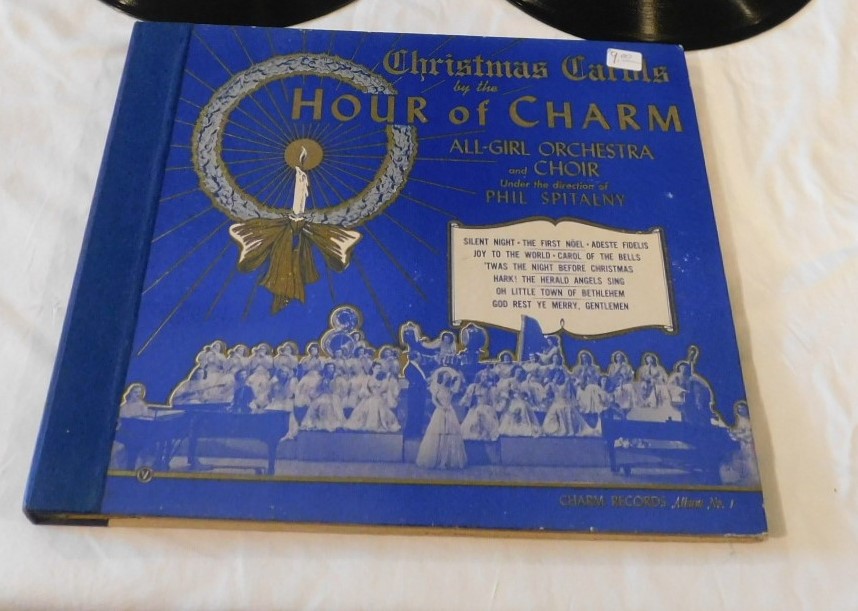 Christmas Carols
by the
HOUR of CHARM
ALL-GIRL ORCHESTRA
and CHOIR
Under the direction of
PHIL SPITALNY
SILENT NIGHT • THE FIRST NÖEL • ADESTE FIDELIS
JOY TO THE WORLD • CAROL OF THE BELLS
'TWAS THE NIGHT BEFORE CHRISTMAS
HARK! THE HERALD ANGELS SING
OH LITTLE TOWN OF BETHLEHEM
GOD REST YE MERRY, GENTLEMEN
V
CHARM RECORDS Album No. 1